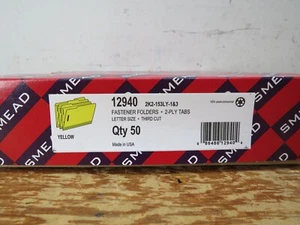 SMEAD
12940 2K2-153LY-1&3
FASTENER FOLDERS • 2-PLY TABS
LETTER SIZE • THIRD CUT
Qty 50
Made in USA
YELLOW
SMEAD